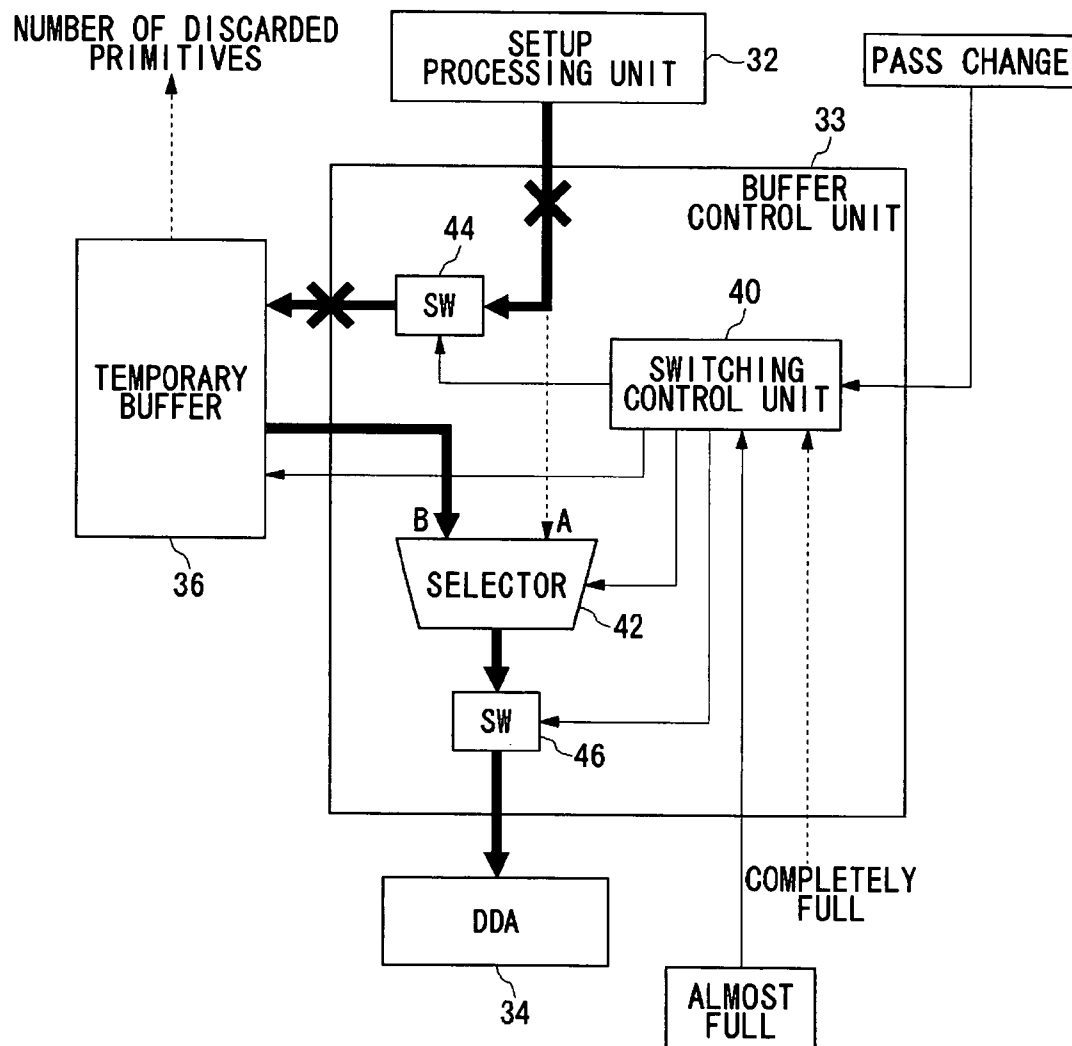 NUMBER OF DISCARDED
PRIMITIVES
SETUP
PROCESSING UNIT
32
PASS CHANGE
33
BUFFER
CONTROL UNIT
44
SW
40
SWITCHING
CONTROL UNIT
TEMPORARY
BUFFER
36
B
A
SELECTOR
42
SW
46
COMPLETELY
FULL
DDA
34
ALMOST
FULL